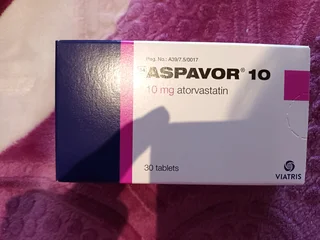 Reg. No.: A39/7.5/0017
ASPAVOR® 10
10 mg atorvastatin
30 tablets
VIATRIS